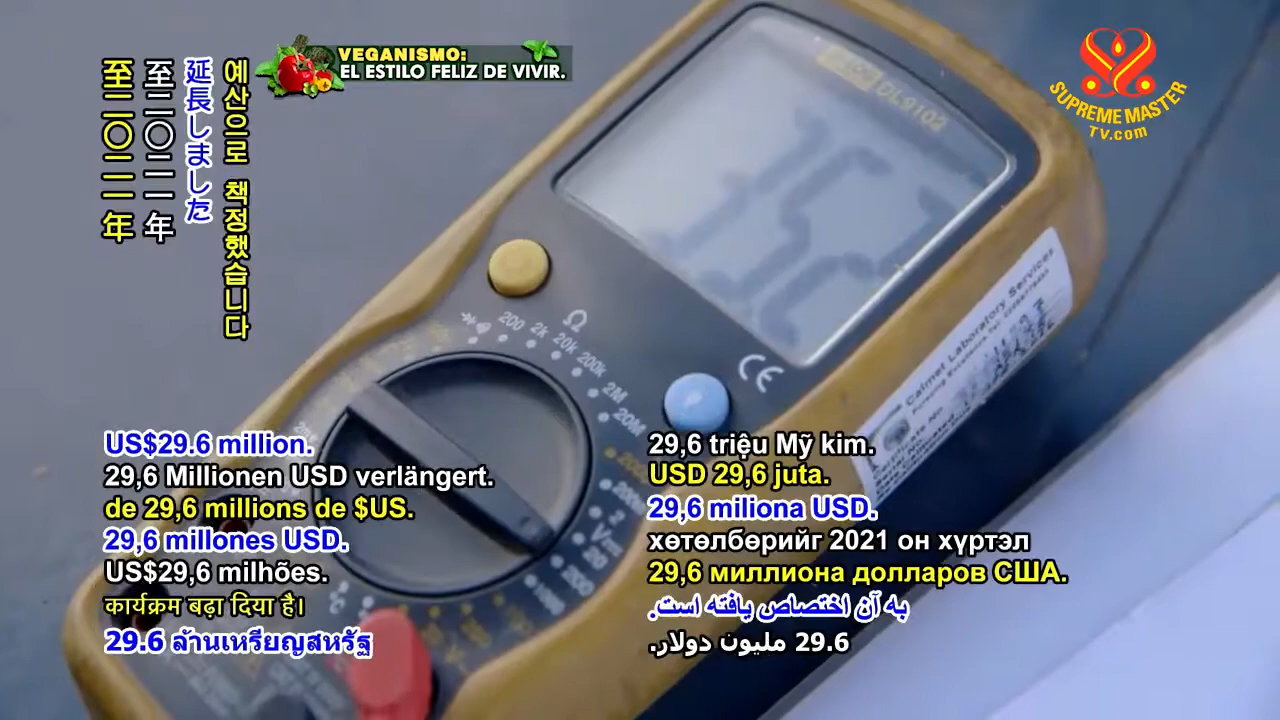 예산으로 책정했습니다
延長しました
至二〇二一年
至二〇二一年
VEGANISMO:
EL ESTILO FELIZ DE VIVIR.
SUPREME MASTER
TV.com
DL9102
Ω
200 2k 20k 200k 2M 20M
CE
Calmet Laboratory Services
US$29.6 million.
29,6 Millionen USD verlängert.
de 29,6 millions de $US.
29,6 millones USD.
US$29,6 milhões.
कार्यक्रम बढ़ा दिया है।
29.6 ล้านเหรียญสหรัฐ
29,6 triệu Mỹ kim.
USD 29,6 juta.
29,6 miliona USD.
хөтөлбөрийг 2021 он хүртэл
29,6 миллиона долларов США.
به آن اختصاص یافته است.
29.6 مليون دولار.